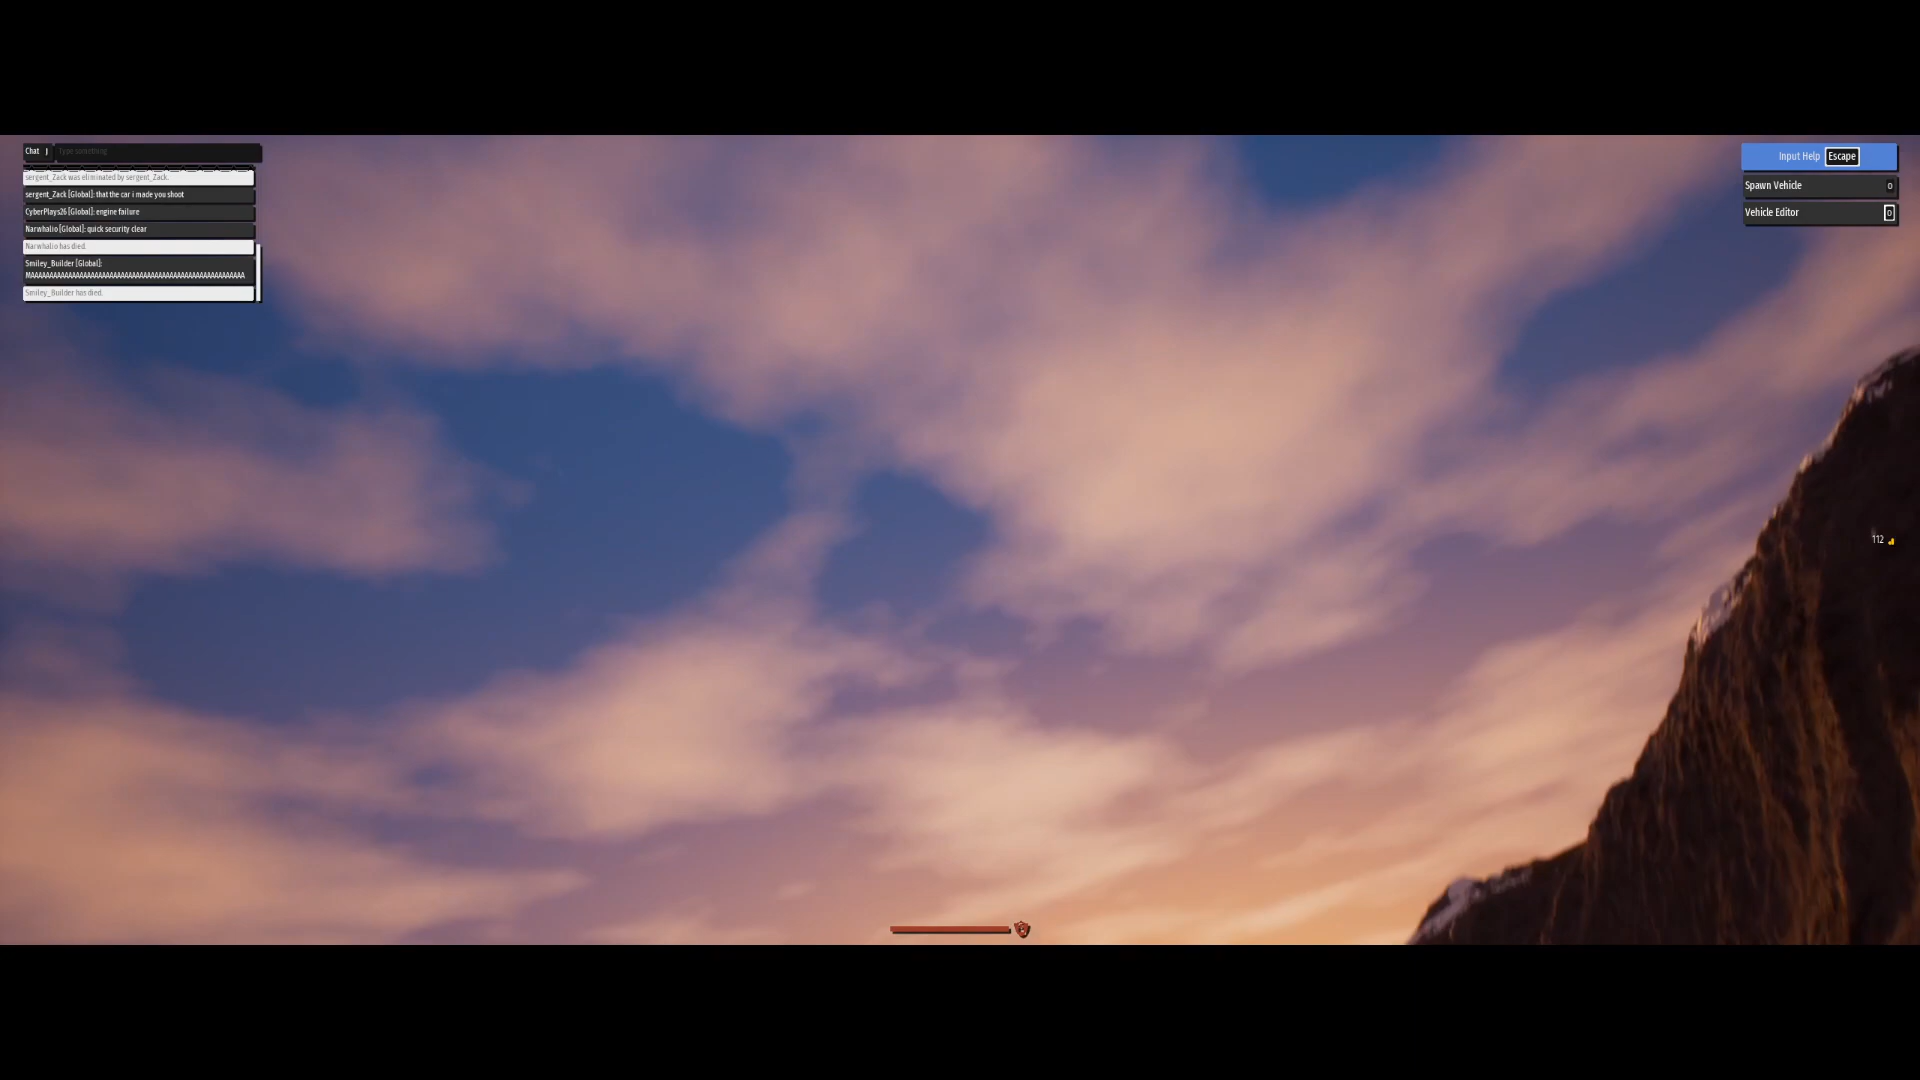 Chat J Type something
sergent_Zack was eliminated by sergent_Zack.
sergent_Zack [Global]: that the car i made you shoot
CyberPlays26 [Global]: engine failure
Narwhalio [Global]: quick security clear
Narwhalio has died.
Smiley_Builder [Global]:
Smiley_Builder has died.
Input Help Escape
Spawn Vehicle O
Vehicle Editor O
112